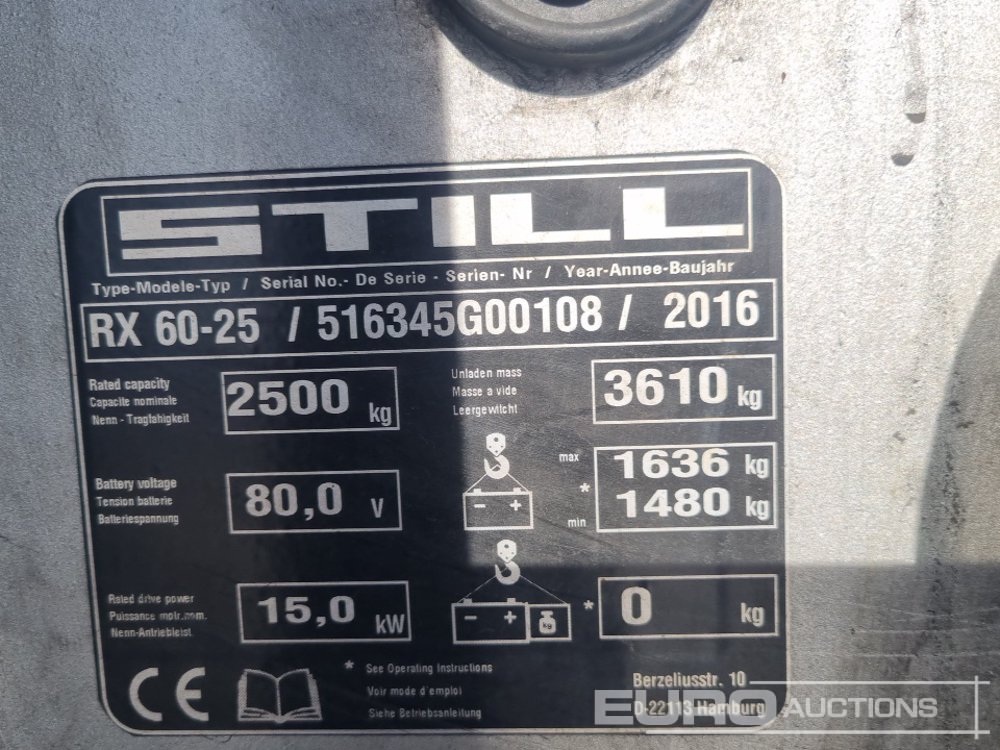 STILL
Type-Modele-Typ / Serial No.- De Serie - Serien- Nr / Year-Annee-Baujahr
RX 60-25 / 516345G00108 / 2016
Rated capacity
Capacite nominale
Nenn - Tragfahigkeit
2500 kg
Unladen mass
Masse a vide
Leergewitcht
3610 kg
Battery voltage
Tension batterie
Batteriespannung
80,0 V
max 1636 kg
* min 1480 kg
- +
Rated drive power
Puissance motr.nom.
Nenn-Antriebleist.
15,0 kW
- + kg
* 0 kg
CE
* See Operating Instructions
Voir mode d'emploi
Siehe Betriebsanleitung
Berzeliusstr. 10
D-22113 Hamburg
EURO AUCTIONS